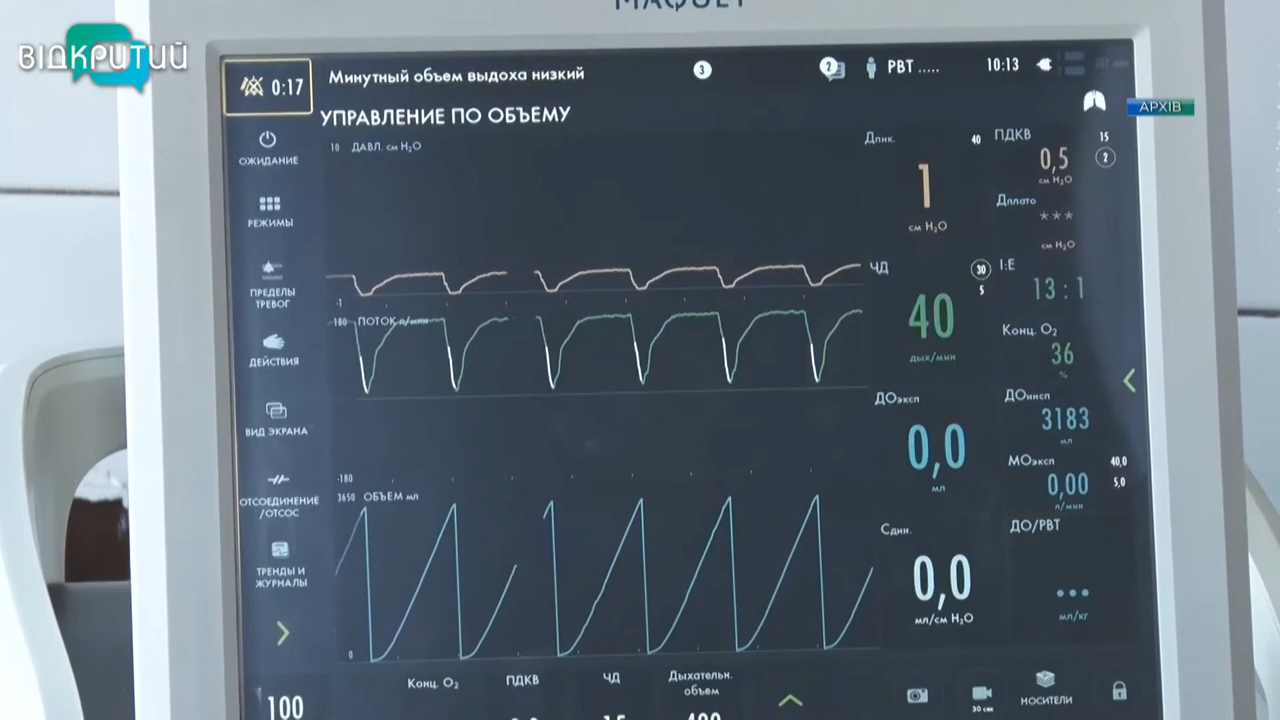 MAQUET
ВІДКРИТИЙ
АРХІВ
0:17
Минутный объем выдоха низкий
3
2
РВТ .....
10:13
УПРАВЛЕНИЕ ПО ОБЪЕМУ
ОЖИДАНИЕ
РЕЖИМЫ
ПРЕДЕЛЫ
ТРЕВОГ
ДЕЙСТВИЯ
ВИД ЭКРАНА
ОТСОЕДИНЕНИЕ
/ОТСОС
ТРЕНДЫ И
ЖУРНАЛЫ
10 ДАВЛ. см H₂O
-1
180 ПОТОК л/мин
-180
3650 ОБЪЕМ мл
0
Дпик. 40
1
см H₂O
ПДКВ 15
0,5 2
см H₂O
Дплато
***
см H₂O
ЧД 30
5
40
дых/мин
I:E
13 : 1
Конц. O₂
36
%
ДОэксп
0,0
мл
ДОинсп
3183
мл
МОэксп 40,0
0,00 5,0
л/мин
Сдин.
0,0
мл/см H₂O
ДО/РВТ
...
мл/кг
100
Конц. O₂
ПДКВ
ЧД
15
Дыхательн.
объем
400
30 сек
НОСИТЕЛИ